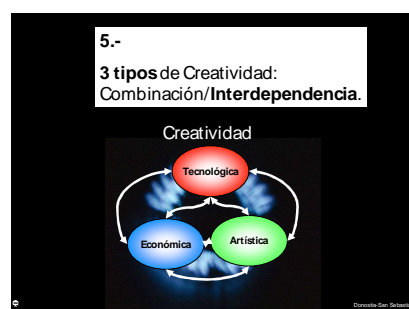 5.-
3 tipos de Creatividad:
Combinación/Interdependencia.
Creatividad
Tecnológica
Económica
Artística
Donostia-San Sebasti